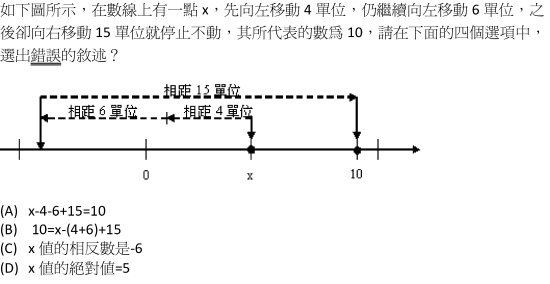 如下圖所示，在數線上有一點 x，先向左移動 4 單位，仍繼續向左移動 6 單位，之
後卻向右移動 15 單位就停止不動，其所代表的數為 10，請在下面的四個選項中，
選出錯誤的敘述？
相距 15 單位
相距 6 單位 相距 4 單位
0 x 10
(A) x-4-6+15=10
(B) 10=x-(4+6)+15
(C) x 值的相反數是-6
(D) x 值的絕對值=5